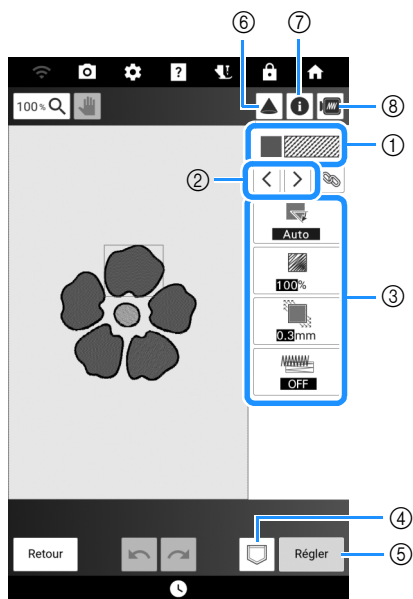 ⑥ ⑦
?
100% i ⑧
①
② < >
Auto
100%
③
0.3mm
OFF
④
Retour Régler ⑤